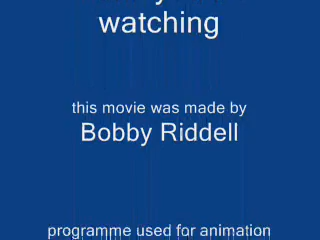 watching
this movie was made by
Bobby Riddell
programme used for animation